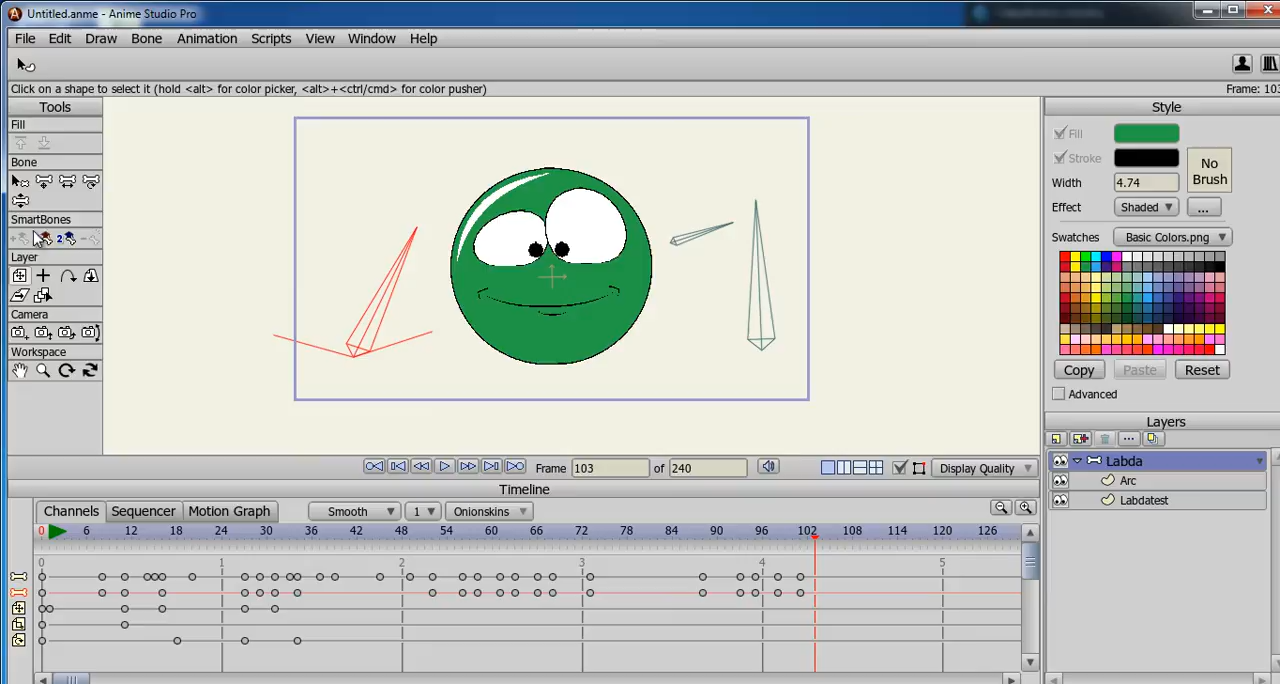 Untitled.anme - Anime Studio Pro
File Edit Draw Bone Animation Scripts View Window Help
Click on a shape to select it (hold <alt> for color picker, <alt>+<ctrl/cmd> for color pusher)
Frame: 103
Tools
Fill
Bone
SmartBones
2
Layer
Camera
Workspace
Style
Fill
Stroke
No Brush
Width 4.74
Effect Shaded ...
Swatches Basic Colors.png
Copy Paste Reset
Advanced
Layers
...
Labda
Arc
Labdatest
Frame 103 of 240
Display Quality
Timeline
Channels Sequencer Motion Graph Smooth 1 Onionskins
0 6 12 18 24 30 36 42 48 54 60 66 72 78 84 90 96 102 108 114 120 126
0 1 2 3 4 5